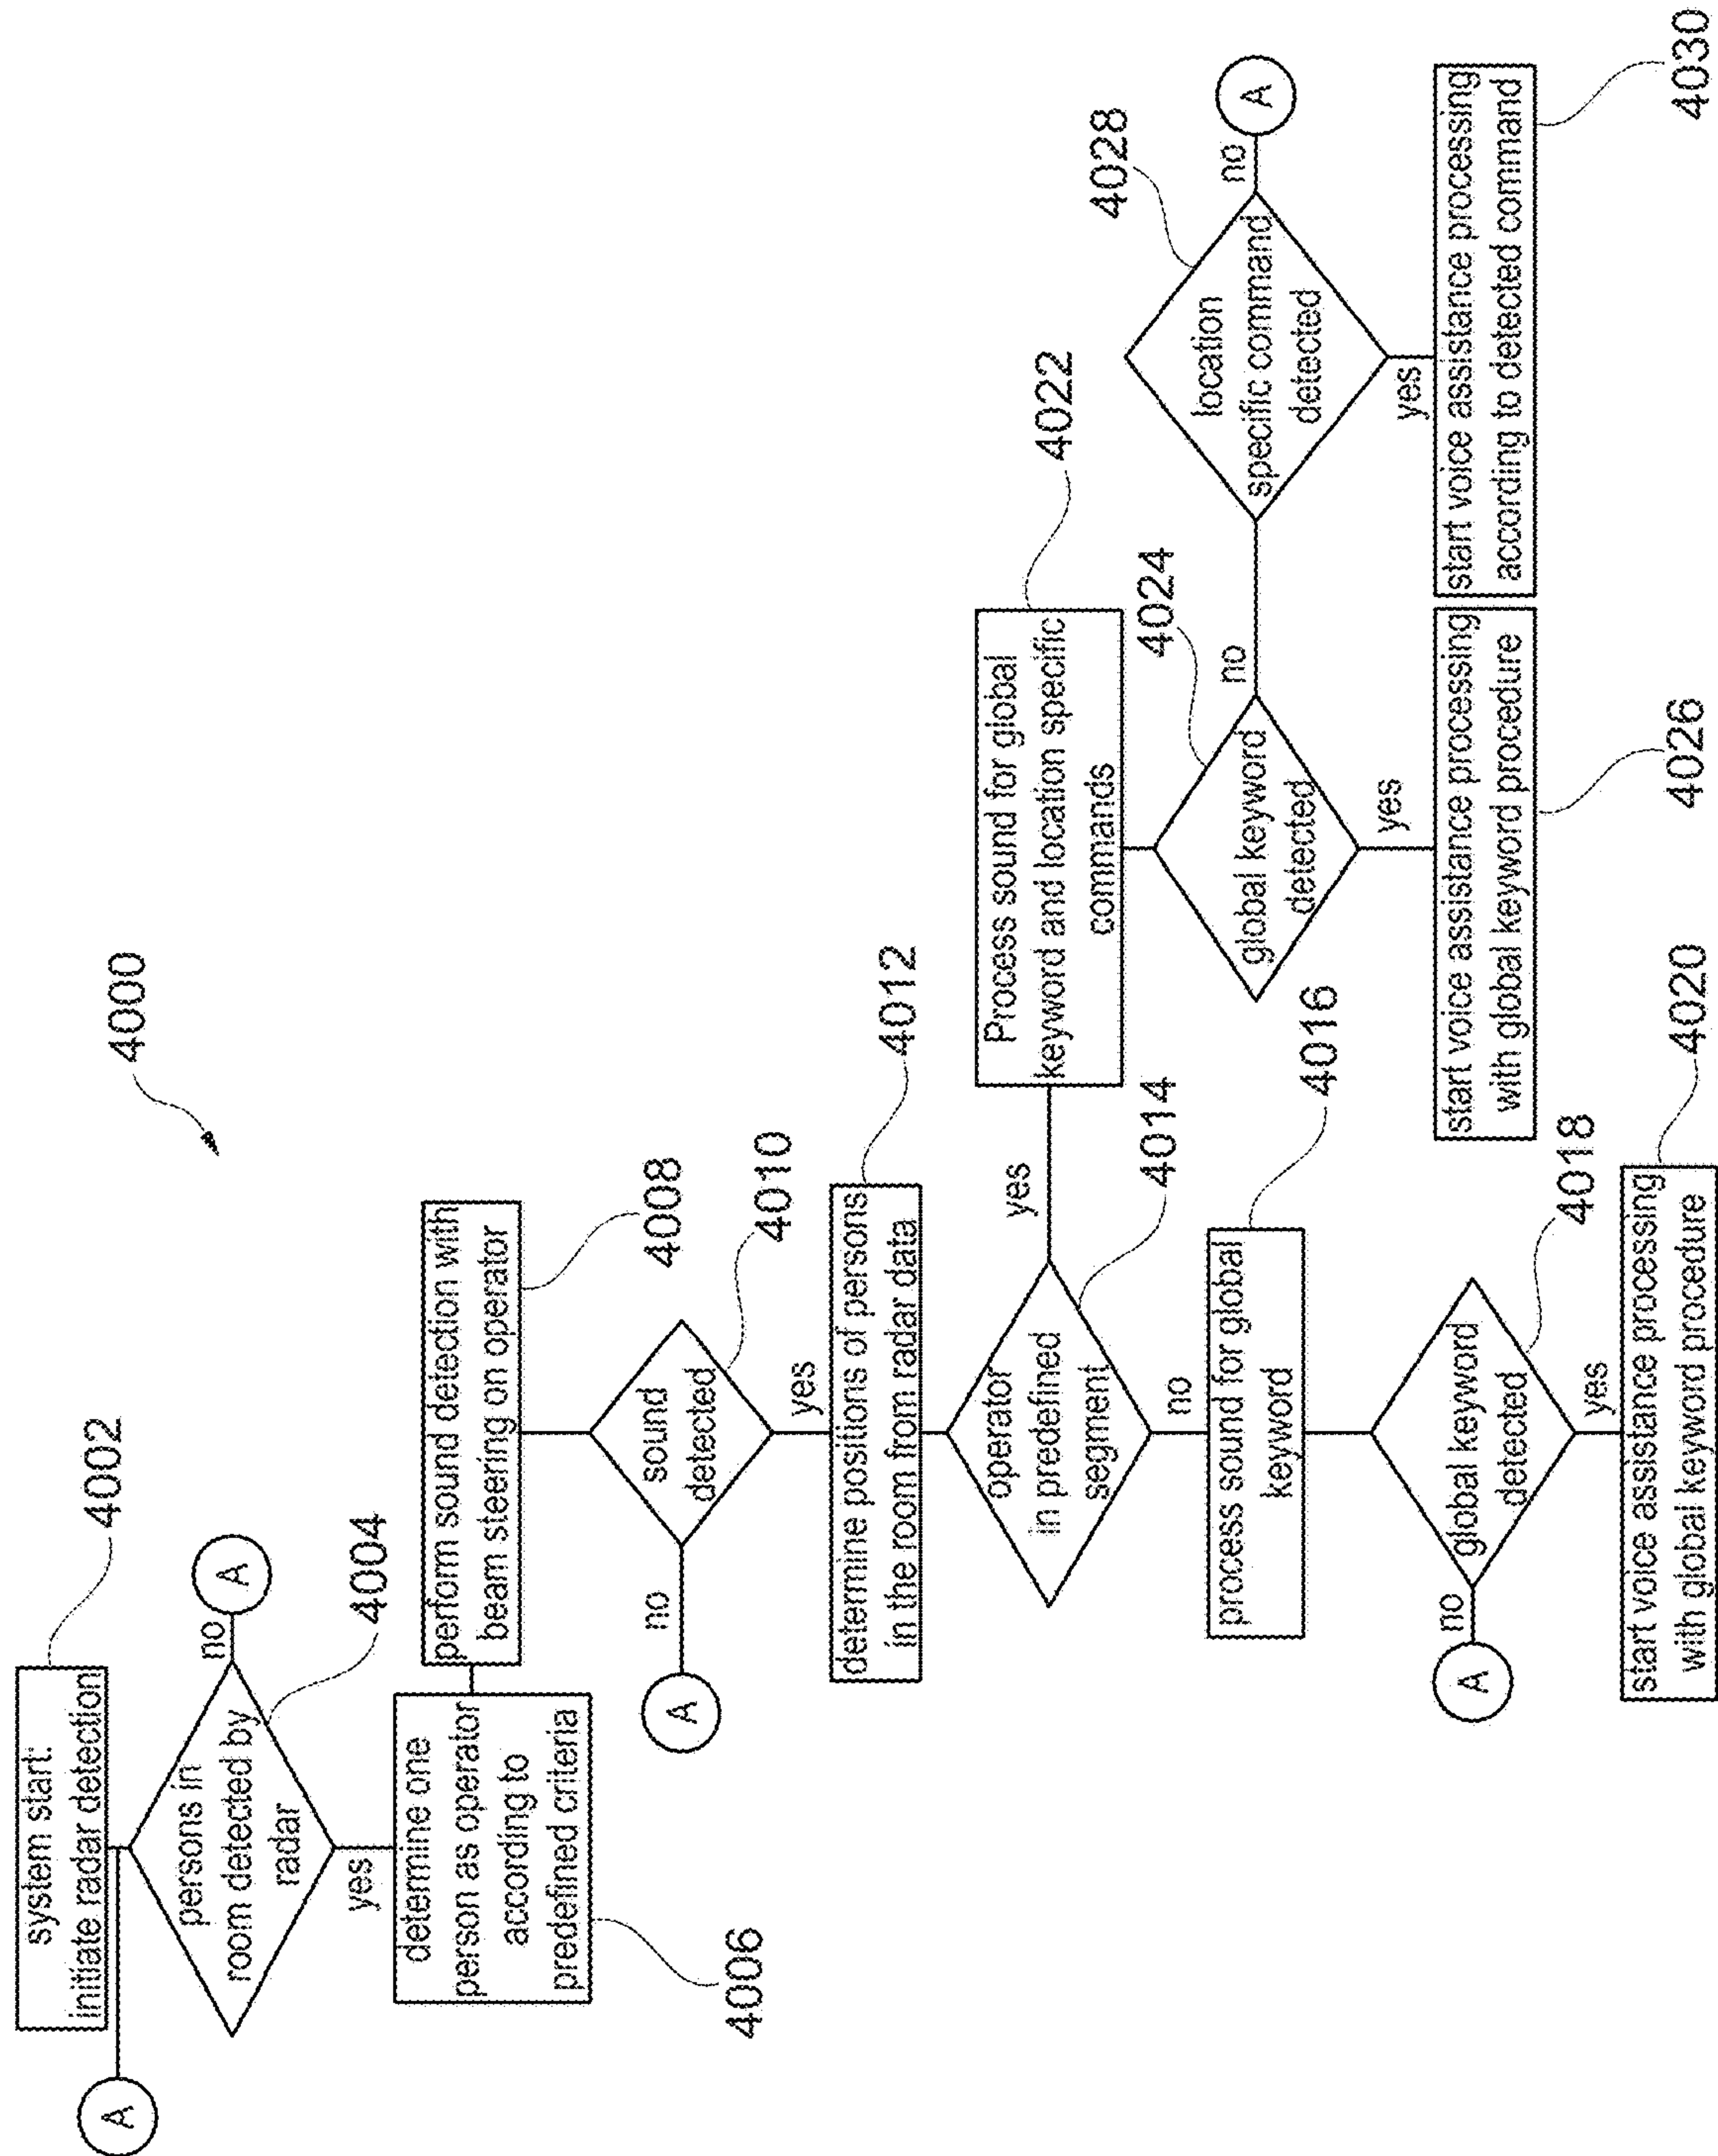 4000
system start:
initiate radar detection
4002
A
persons in
room detected by
radar
4004
no
A
yes
determine one
person as operator
according to
predefined criteria
4006
perform sound detection with
beam steering on operator
4008
sound
detected
4010
no
A
yes
determine positions of persons
in the room from radar data
4012
operator
in predefined
segment
4014
no
process sound for global
keyword
4016
global keyword
detected
4018
no
A
yes
start voice assistance processing
with global keyword procedure
4020
yes
Process sound for global
keyword and location specific
commands
4022
global keyword
detected
4024
yes
start voice assistance processing
with global keyword procedure
4026
no
location
specific command
detected
4028
no
A
yes
start voice assistance processing
according to detected command
4030